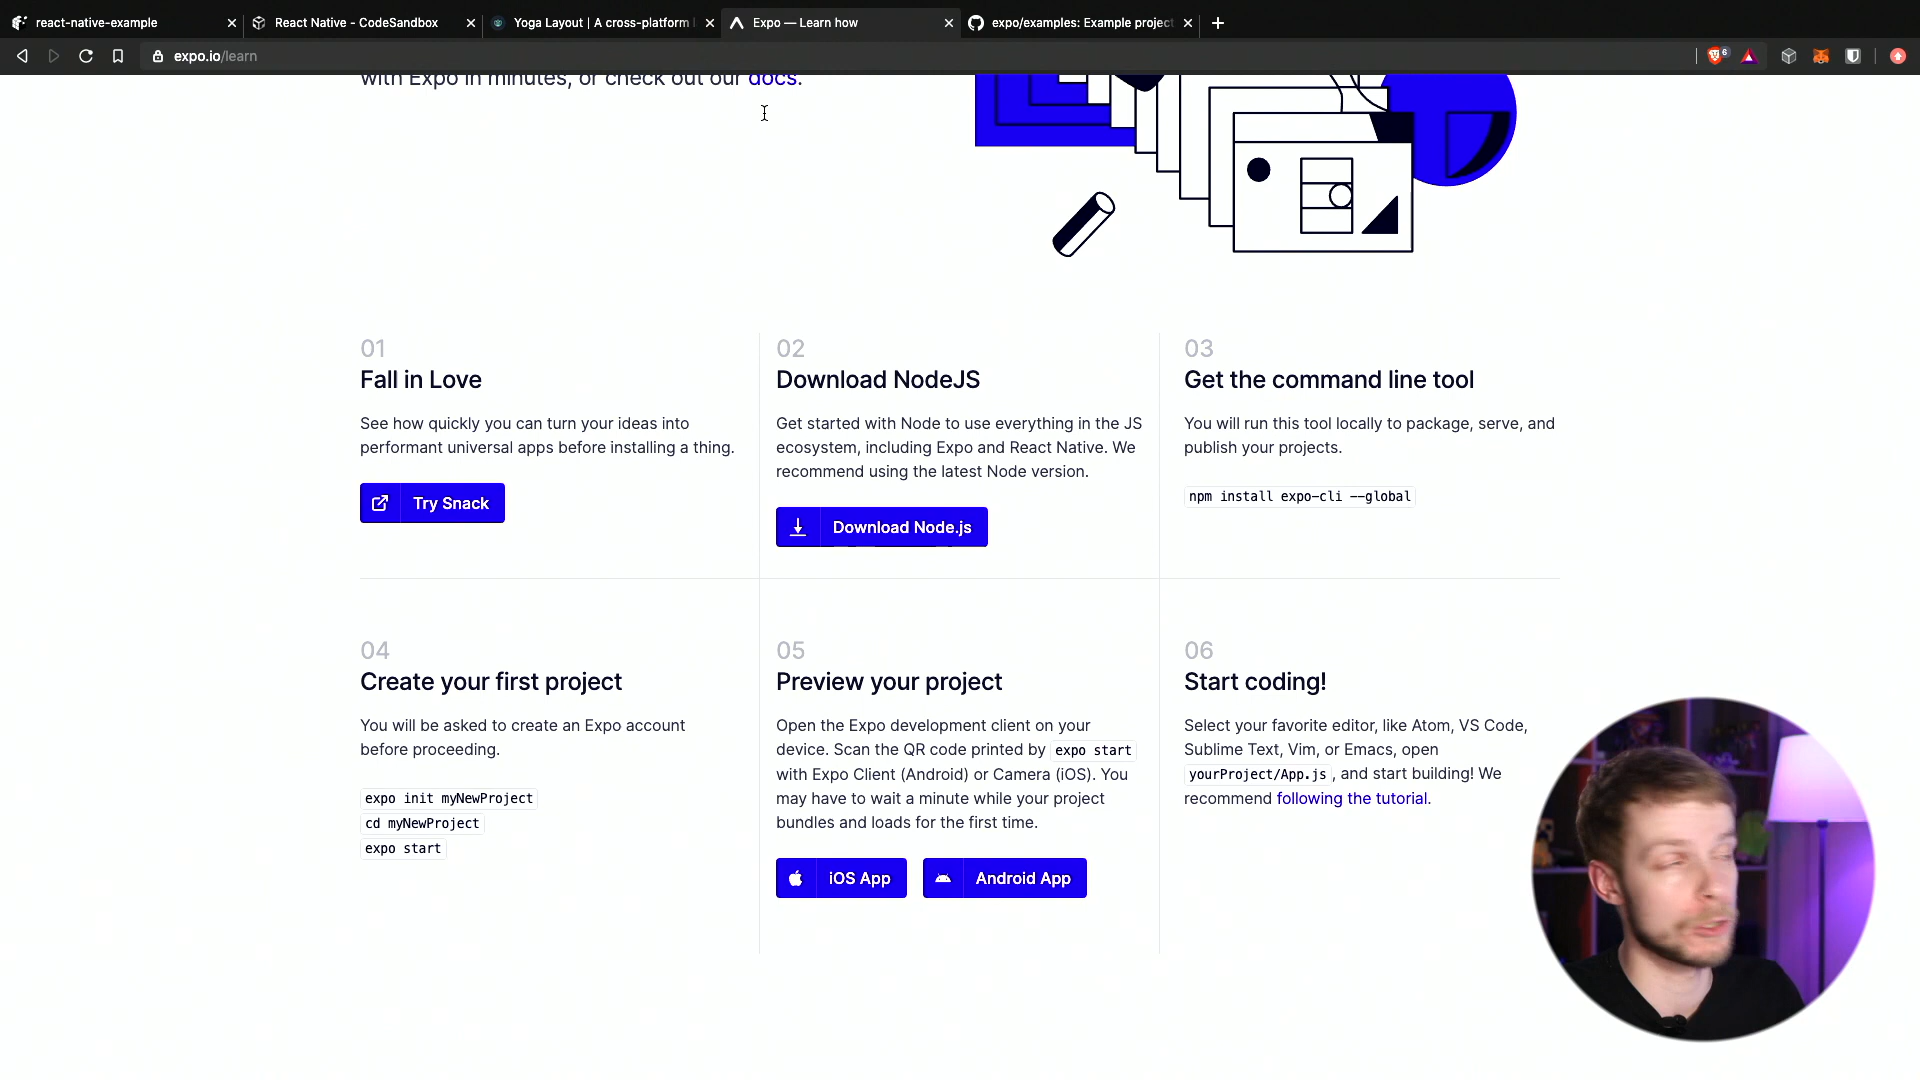 react-native-example
React Native - CodeSandbox
Yoga Layout | A cross-platform
Expo — Learn how
expo/examples: Example project
expo.io/learn
6
with Expo in minutes, or check out our docs.
01
Fall in Love
See how quickly you can turn your ideas into
performant universal apps before installing a thing.
Try Snack
02
Download NodeJS
Get started with Node to use everything in the JS
ecosystem, including Expo and React Native. We
recommend using the latest Node version.
Download Node.js
03
Get the command line tool
You will run this tool locally to package, serve, and
publish your projects.
npm install expo-cli --global
04
Create your first project
You will be asked to create an Expo account
before proceeding.
expo init myNewProject
cd myNewProject
expo start
05
Preview your project
Open the Expo development client on your
device. Scan the QR code printed by expo start
with Expo Client (Android) or Camera (iOS). You
may have to wait a minute while your project
bundles and loads for the first time.
iOS App
Android App
06
Start coding!
Select your favorite editor, like Atom, VS Code,
Sublime Text, Vim, or Emacs, open
yourProject/App.js, and start building! We
recommend following the tutorial.